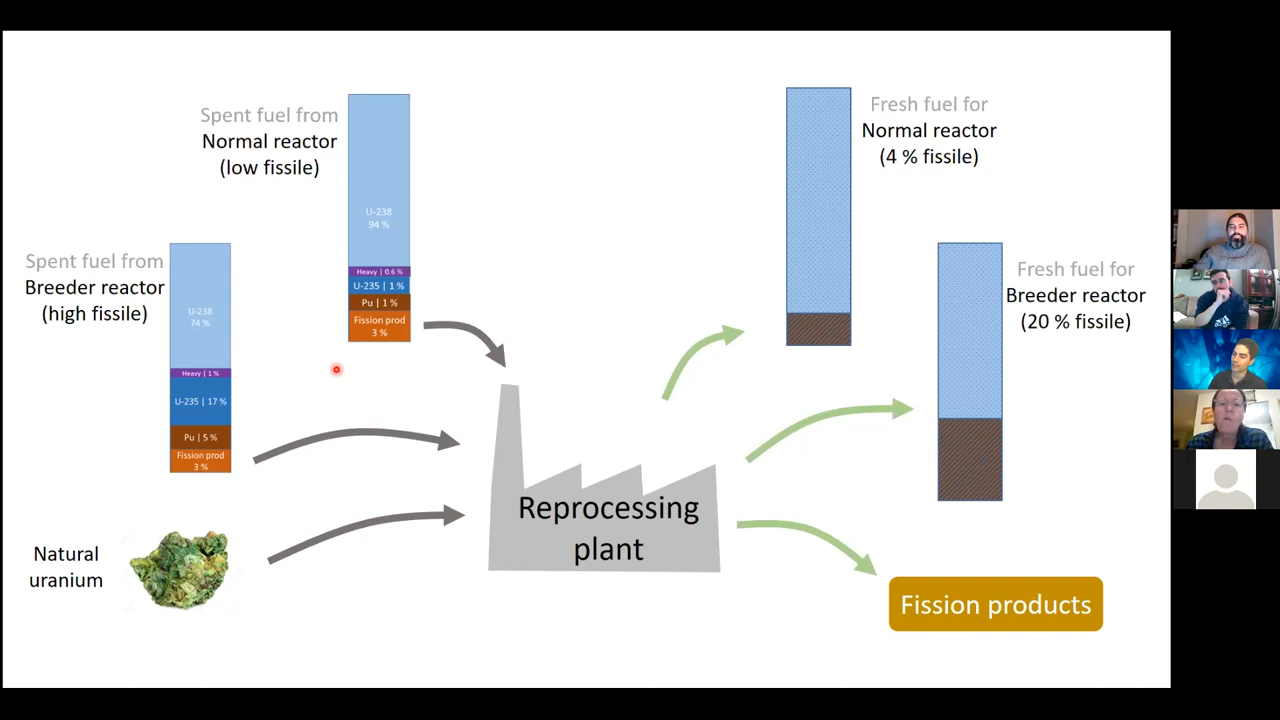 Spent fuel from
Normal reactor
(low fissile)
U-238
94 %
Heavy | 0.6 %
U-235 | 1 %
Pu | 1 %
Fission prod
3 %
Spent fuel from
Breeder reactor
(high fissile)
U-238
74 %
Heavy | 1 %
U-235 | 17 %
Pu | 5 %
Fission prod
3 %
Natural
uranium
Reprocessing
plant
Fresh fuel for
Normal reactor
(4 % fissile)
Fresh fuel for
Breeder reactor
(20 % fissile)
Fission products